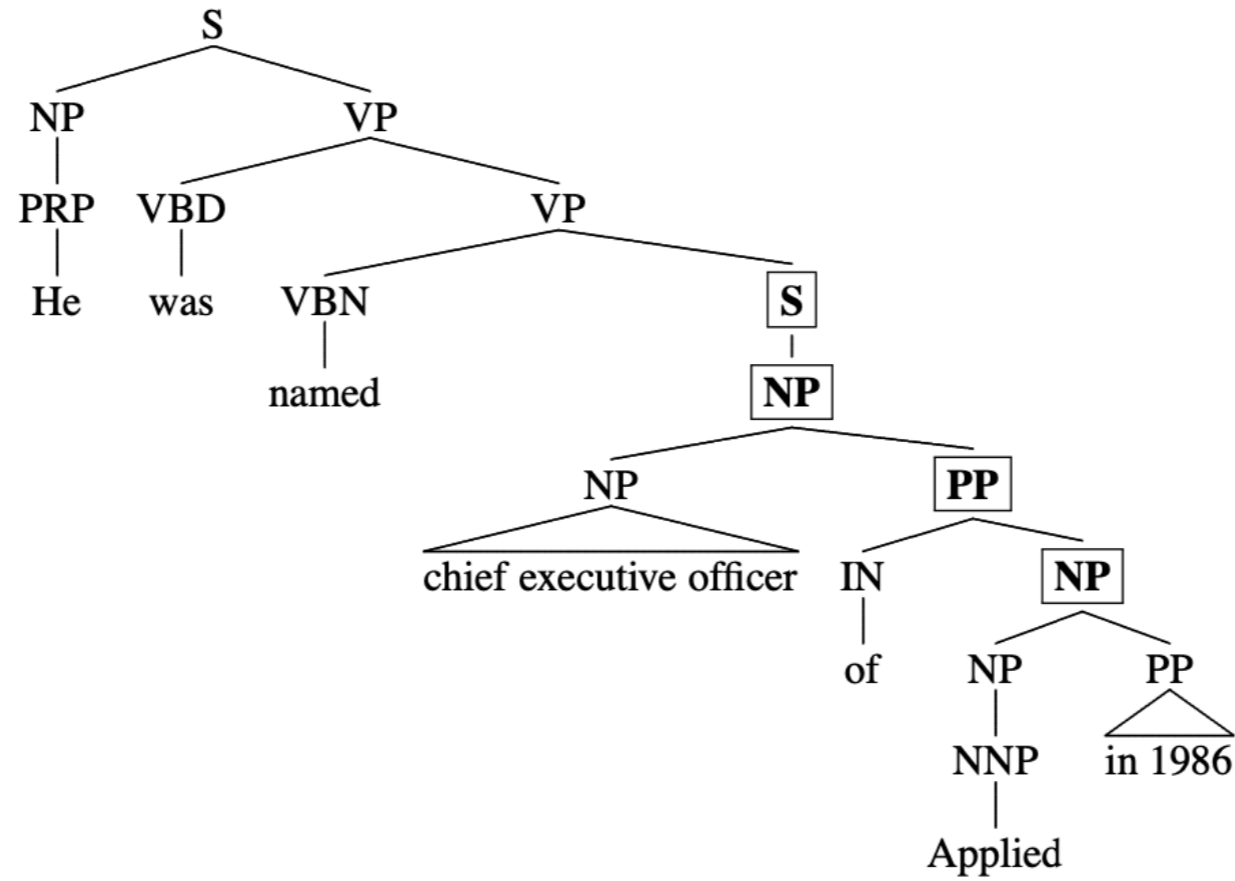 S
NP VP
PRP VBD VP
He was VBN S
named NP
NP PP
chief executive officer IN NP
of NP PP
NNP in 1986
Applied